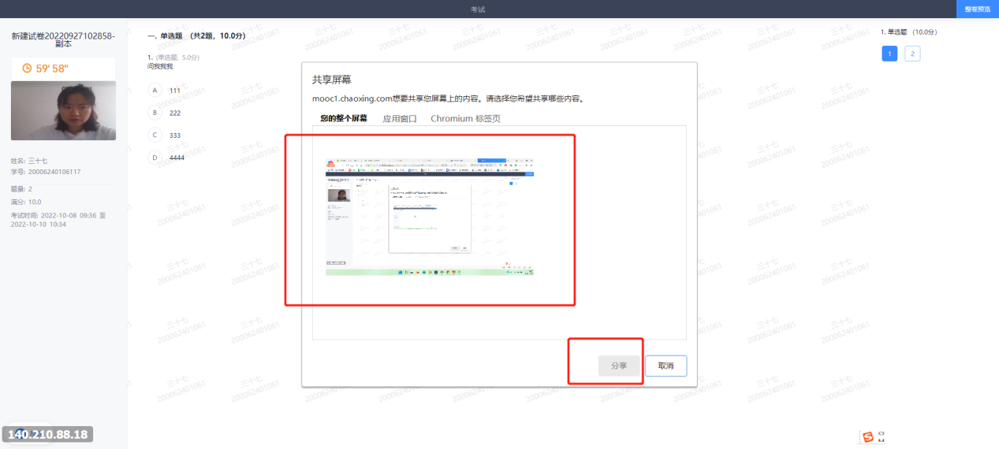 考试
整卷预览
新建试卷20220927102858-
副本
59' 58"
姓名: 三十七
学号: 20006240106117
题量: 2
满分: 10.0
考试时间: 2022-10-08 09:36 至
2022-10-10 10:34
140.210.88.18
一. 单选题 （共2题，10.0分）
1. (单选题, 5.0分)
问我我我
A 111
B 222
C 333
D 4444
共享屏幕
mooc1.chaoxing.com想要共享您屏幕上的内容。请选择您希望共享哪些内容。
您的整个屏幕 应用窗口 Chromium 标签页
分享 取消
1. 单选题 （10.0分）
1 2
三十七
200062401061